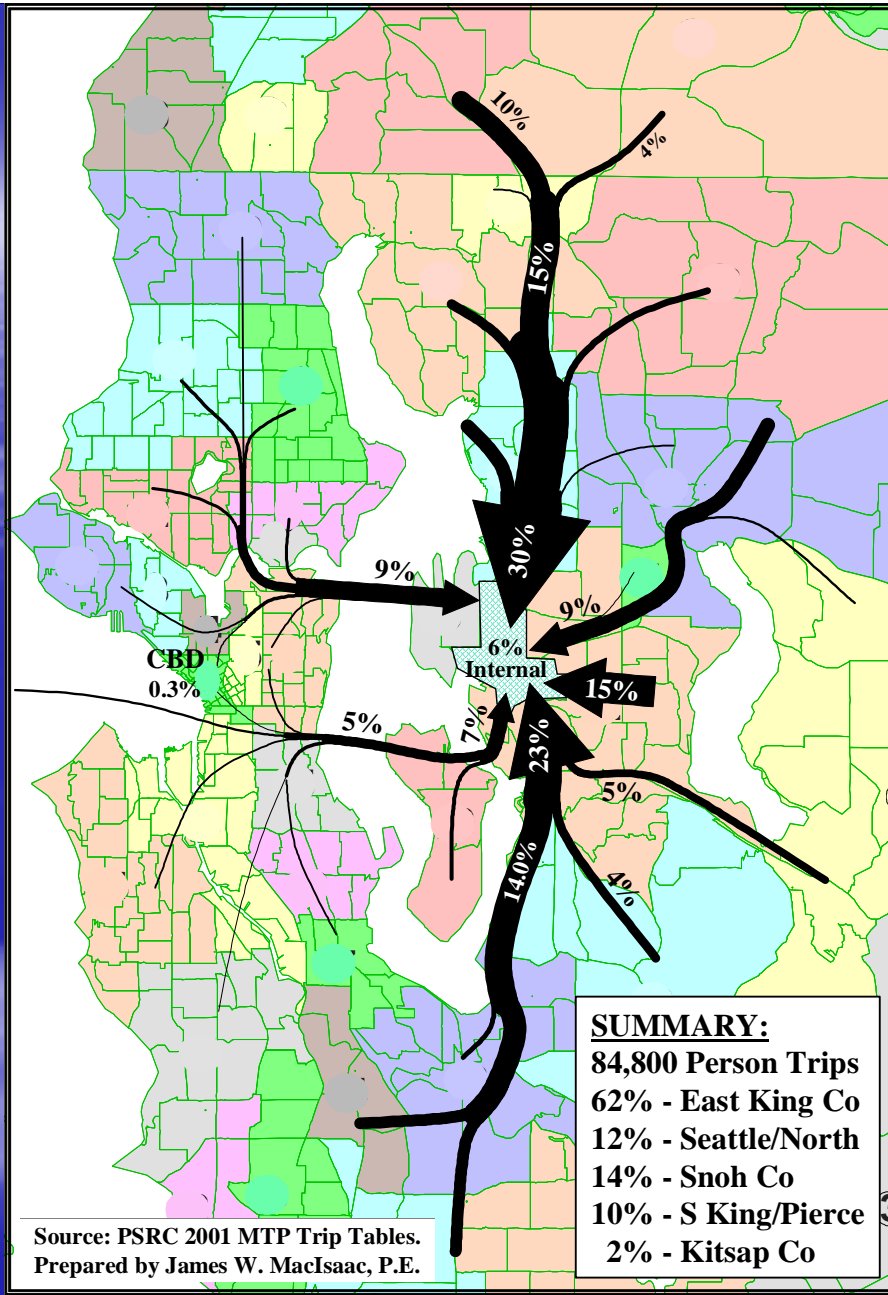 10%
4%
15%
30%
9%
9%
6%
Internal
CBD
0.3%
15%
5%
7%
23%
5%
14.0%
4%
SUMMARY:
84,800 Person Trips
62% - East King Co
12% - Seattle/North
14% - Snoh Co
10% - S King/Pierce
2% - Kitsap Co
Source: PSRC 2001 MTP Trip Tables.
Prepared by James W. MacIsaac, P.E.